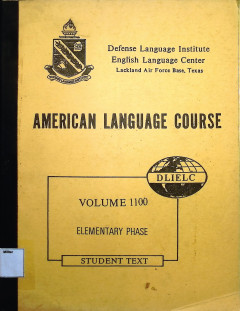 Defense Language Institute
English Language Center
Lackland Air Force Base, Texas
AMERICAN LANGUAGE COURSE
DLIELC
VOLUME 1100
ELEMENTARY PHASE
STUDENT TEXT